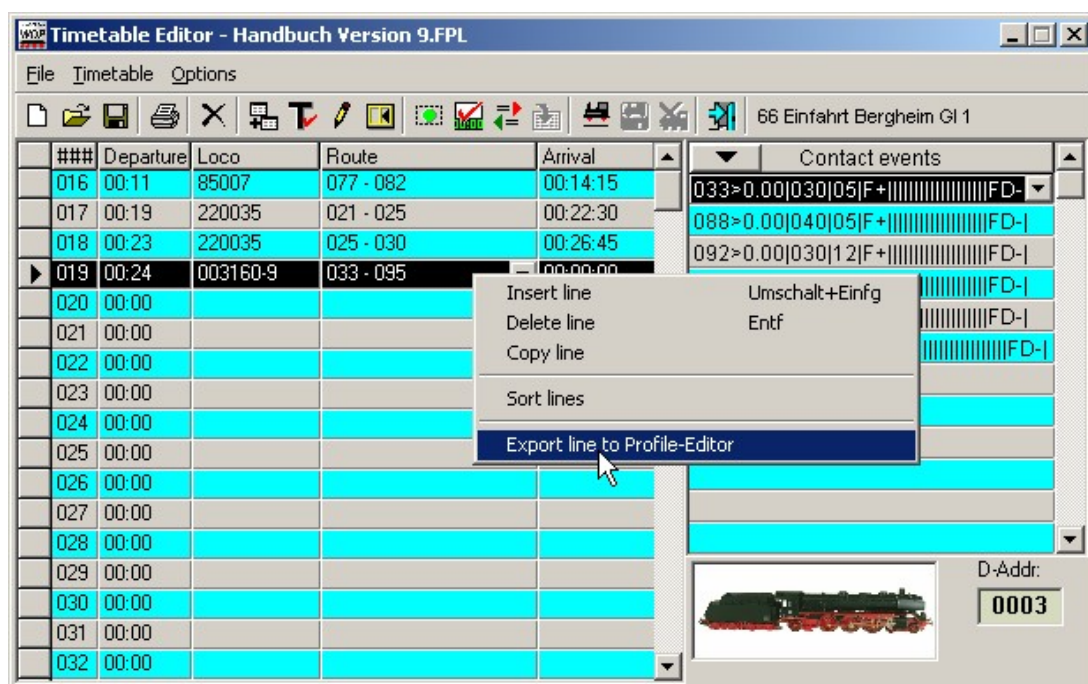 Timetable Editor - Handbuch Version 9.FPL
File Timetable Options
66 Einfahrt Bergheim Gl 1
### Departure Loco Route Arrival
016 00:11 85007 077 - 082 00:14:15
017 00:19 220035 021 - 025 00:22:30
018 00:23 220035 025 - 030 00:26:45
019 00:24 003160-9 033 - 095 00:00:00
020 00:00
021 00:00
022 00:00
023 00:00
024 00:00
025 00:00
026 00:00
027 00:00
028 00:00
029 00:00
030 00:00
031 00:00
032 00:00
Insert line Umschalt+Einfg
Delete line Entf
Copy line
Sort lines
Export line to Profile-Editor
Contact events
033>0.00|030|05|F+||||||||||||||||||||FD-
088>0.00|040|05|F+||||||||||||||||||||FD-|
092>0.00|030|12|F+||||||||||||||||||||FD-|
||||||||||||FD-|
||||||||||||FD-|
||||||||||||||||FD-|
D-Addr:
0003